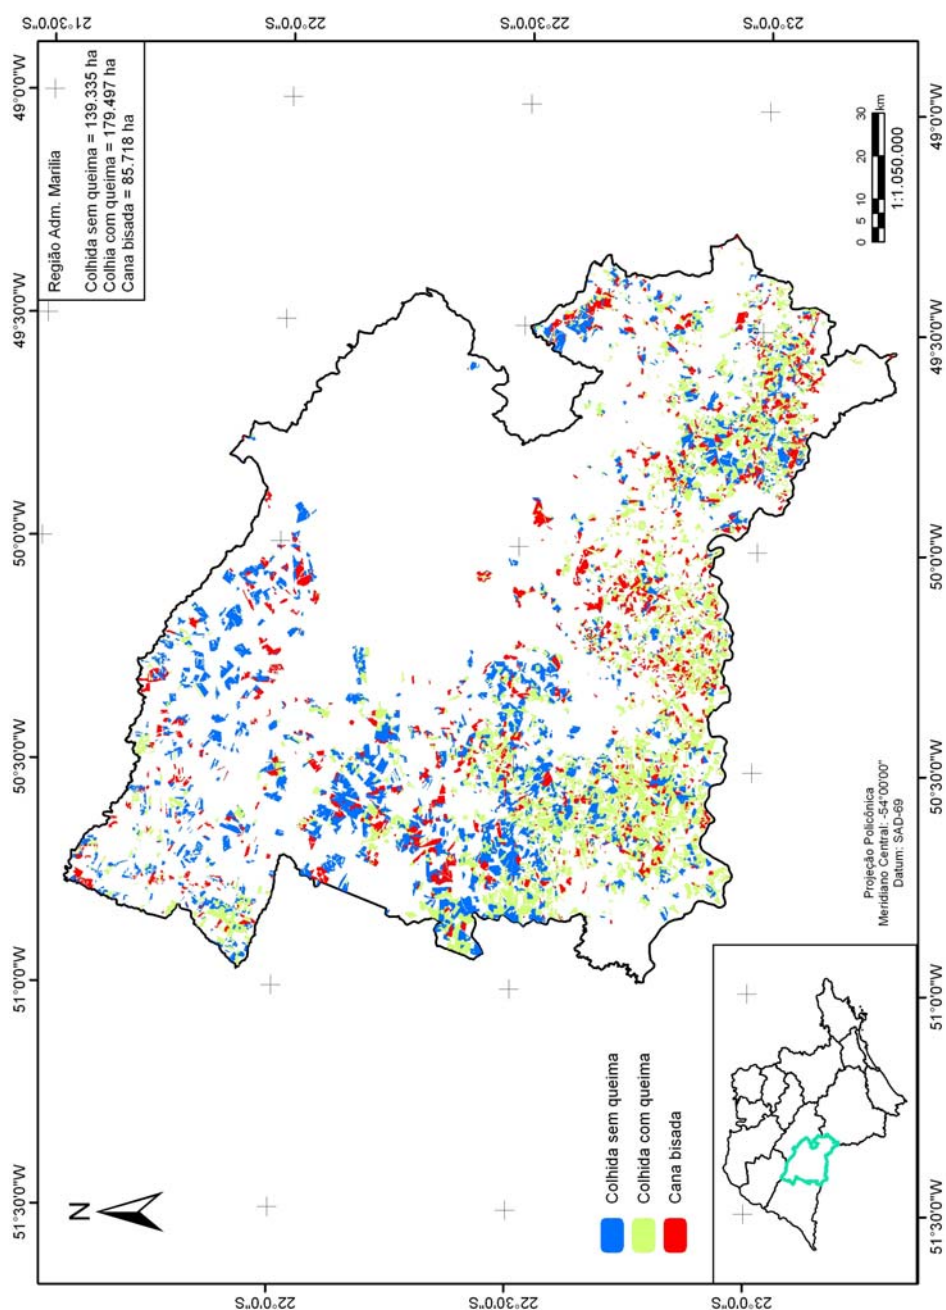 51°30'0"W
51°0'0"W
50°30'0"W
50°0'0"W
49°30'0"W
49°0'0"W
21°30'0"S
22°0'0"S
22°30'0"S
23°0'0"S
22°0'0"S
22°30'0"S
23°0'0"S
N
Região Adm. Marilia
Colhida sem queima = 139.335 ha
Colhia com queima = 179.497 ha
Cana bisada = 85.718 ha
Colhida sem queima
Colhida com queima
Cana bisada
Projeção Policônica
Meridiano Central: -54°00'00"
Datum: SAD-69
0 5 10 20 30
km
1:1.050.000
51°30'0"W
51°0'0"W
50°30'0"W
50°0'0"W
49°30'0"W
49°0'0"W